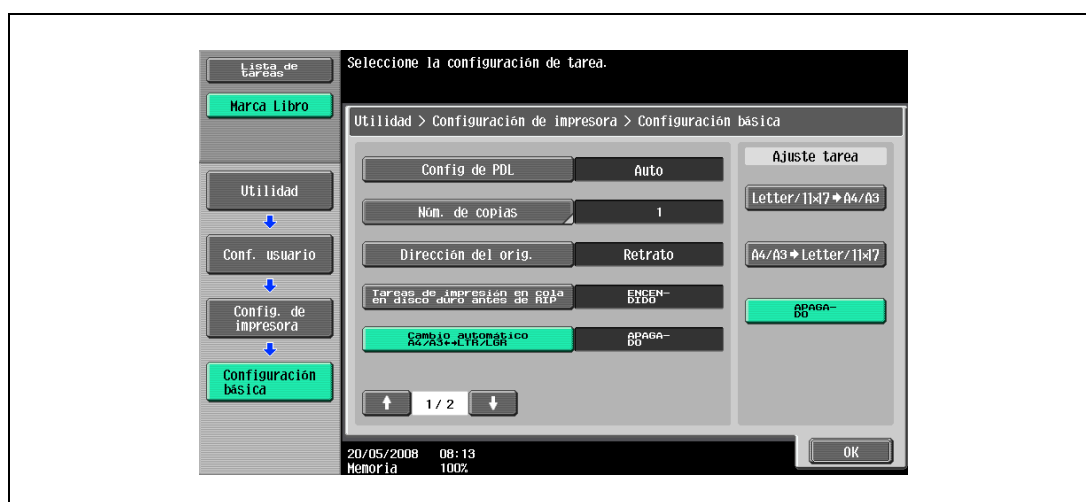 Lista de
tareas
Marca Libro
Seleccione la configuración de tarea.
Utilidad > Configuración de impresora > Configuración básica
Utilidad
Conf. usuario
Config. de
impresora
Configuración
básica
Config de PDL
Auto
Núm. de copias
1
Dirección del orig.
Retrato
Tareas de impresión en cola
en disco duro antes de RIP
ENCEN-
DIDO
Cambio automático
A4/A3↔LTR/LGR
APAGA-
DO
1/2
Ajuste tarea
Letter/11x17➔A4/A3
A4/A3➔Letter/11x17
APAGA-
DO
20/05/2008 08:13
Memoria 100%
OK